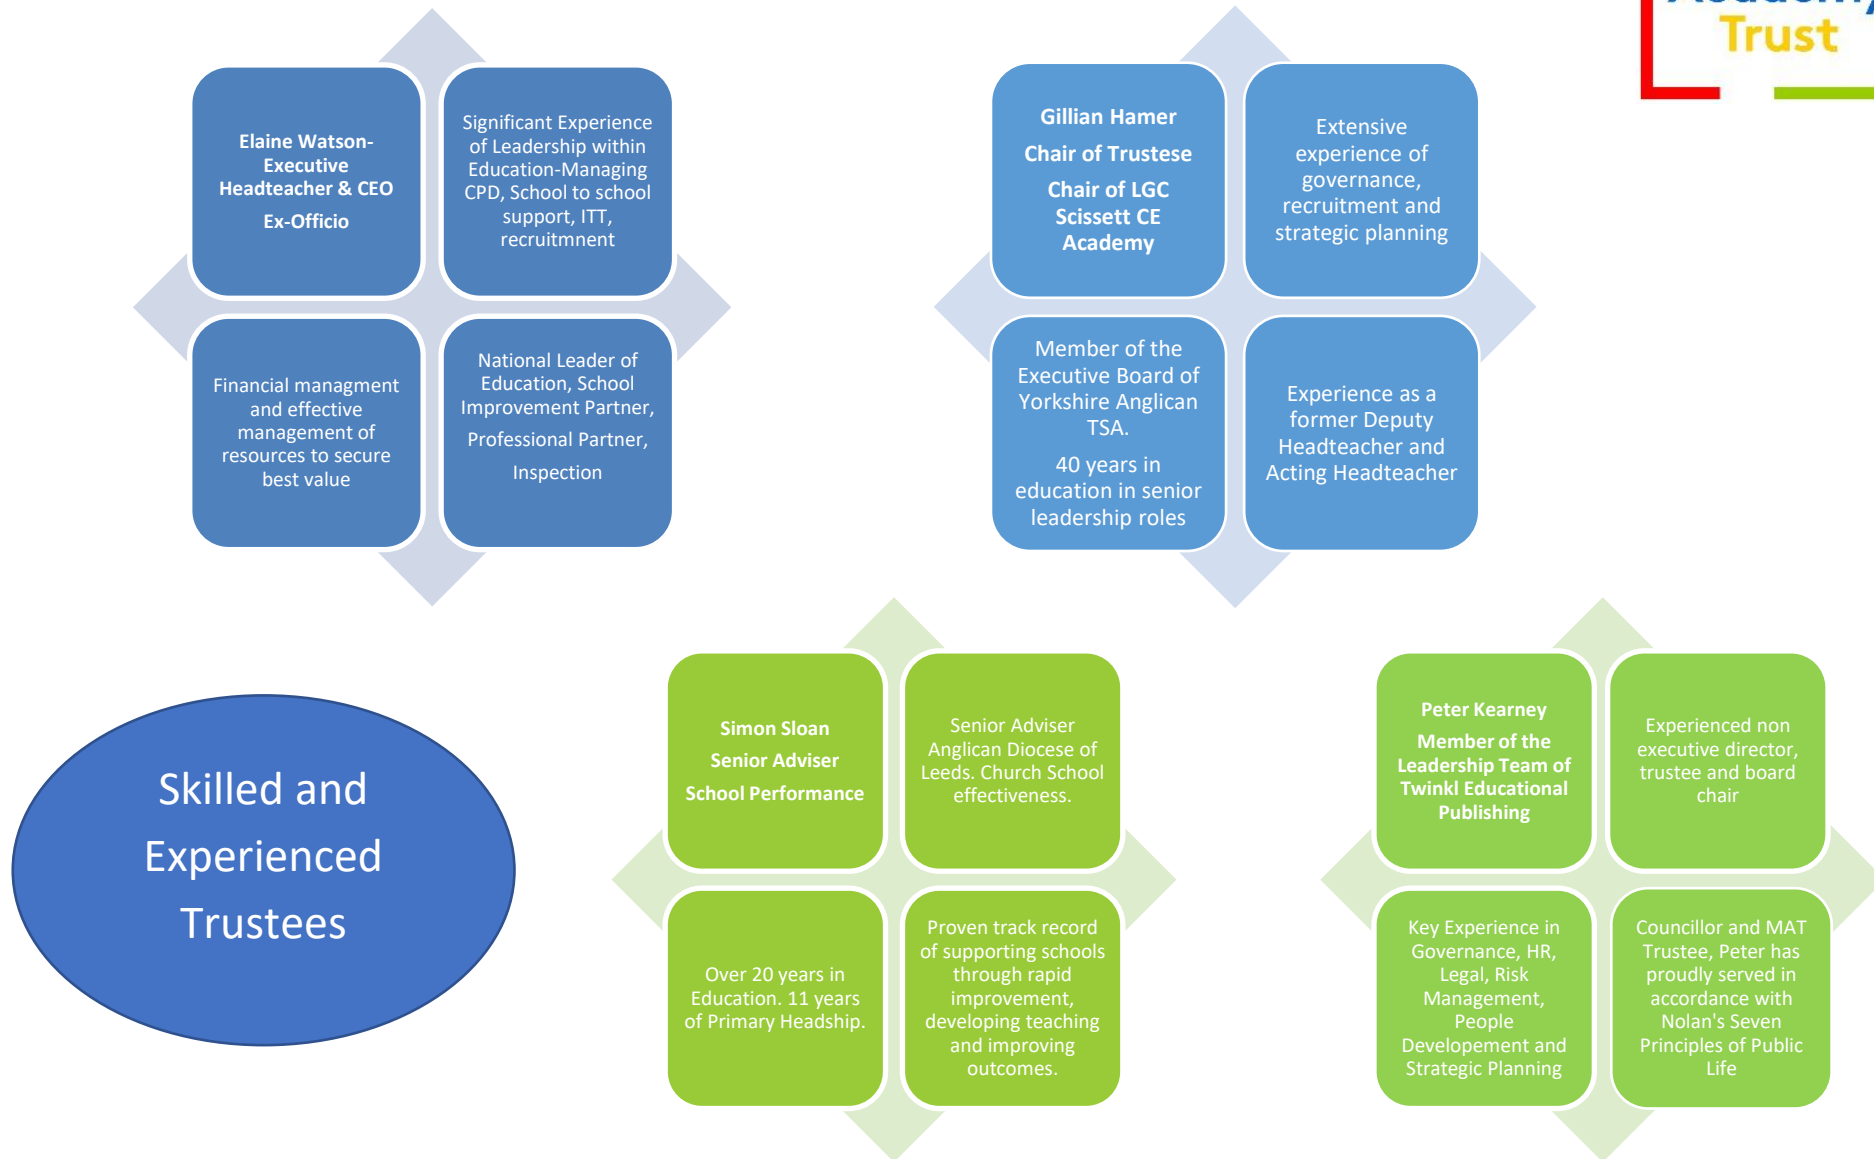 Trust
Elaine Watson-
Executive
Headteacher & CEO
Ex-Officio
Significant Experience
of Leadership within
Education-Managing
CPD, School to school
support, ITT,
recruitmnent
Financial managment
and effective
management of
resources to secure
best value
National Leader of
Education, School
Improvement Partner,
Professional Partner,
Inspection
Gillian Hamer
Chair of Trustese
Chair of LGC
Scissett CE
Academy
Extensive
experience of
governance,
recruitment and
strategic planning
Member of the
Executive Board of
Yorkshire Anglican
TSA.
40 years in
education in senior
leadership roles
Experience as a
former Deputy
Headteacher and
Acting Headteacher
Skilled and
Experienced
Trustees
Simon Sloan
Senior Adviser
School Performance
Senior Adviser
Anglican Diocese of
Leeds. Church School
effectiveness.
Over 20 years in
Education. 11 years
of Primary Headship.
Proven track record
of supporting schools
through rapid
improvement,
developing teaching
and improving
outcomes.
Peter Kearney
Member of the
Leadership Team of
Twinkl Educational
Publishing
Experienced non
executive director,
trustee and board
chair
Key Experience in
Governance, HR,
Legal, Risk
Management,
People
Developement and
Strategic Planning
Councillor and MAT
Trustee, Peter has
proudly served in
accordance with
Nolan's Seven
Principles of Public
Life